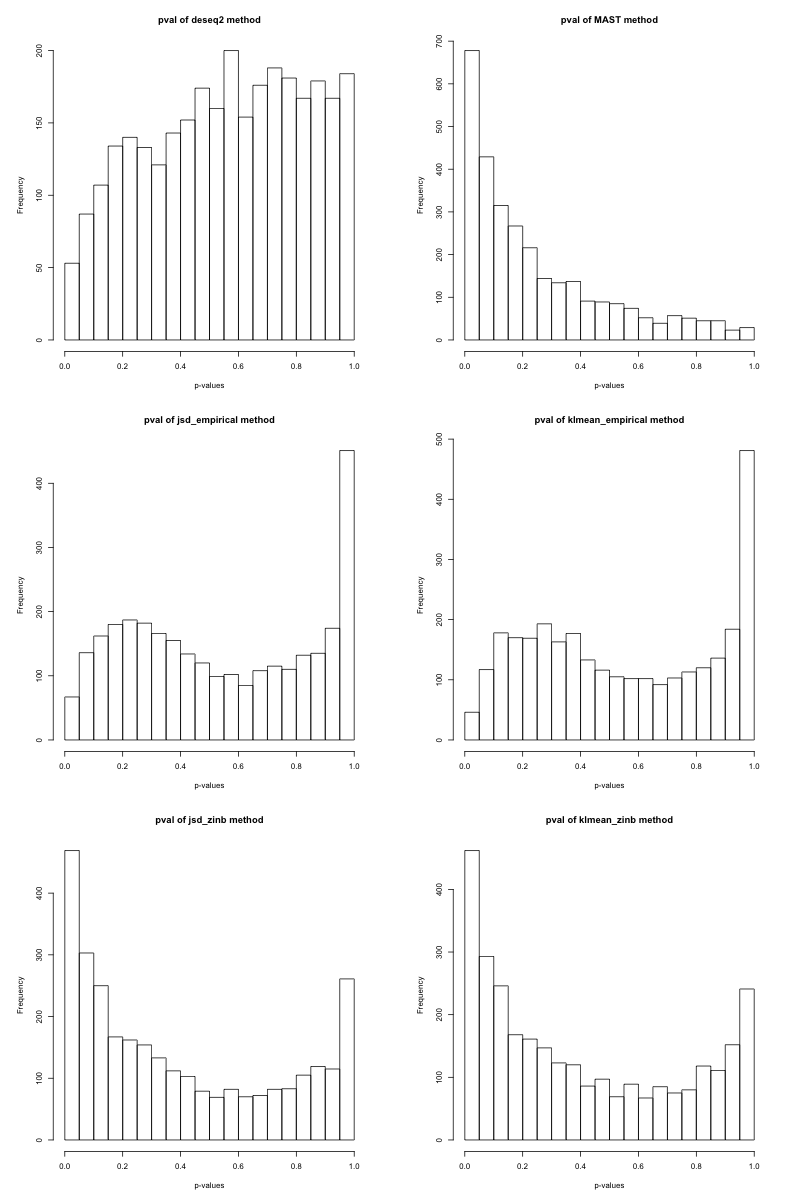 pval of deseq2 method
Frequency
0
50
100
150
200
0.0 0.2 0.4 0.6 0.8 1.0
p-values
pval of MAST method
Frequency
0
100
200
300
400
500
600
700
0.0 0.2 0.4 0.6 0.8 1.0
p-values
pval of jsd_empirical method
Frequency
0
100
200
300
400
0.0 0.2 0.4 0.6 0.8 1.0
p-values
pval of klmean_empirical method
Frequency
0
100
200
300
400
500
0.0 0.2 0.4 0.6 0.8 1.0
p-values
pval of jsd_zinb method
Frequency
0
100
200
300
400
0.0 0.2 0.4 0.6 0.8 1.0
p-values
pval of klmean_zinb method
Frequency
0
100
200
300
400
0.0 0.2 0.4 0.6 0.8 1.0
p-values